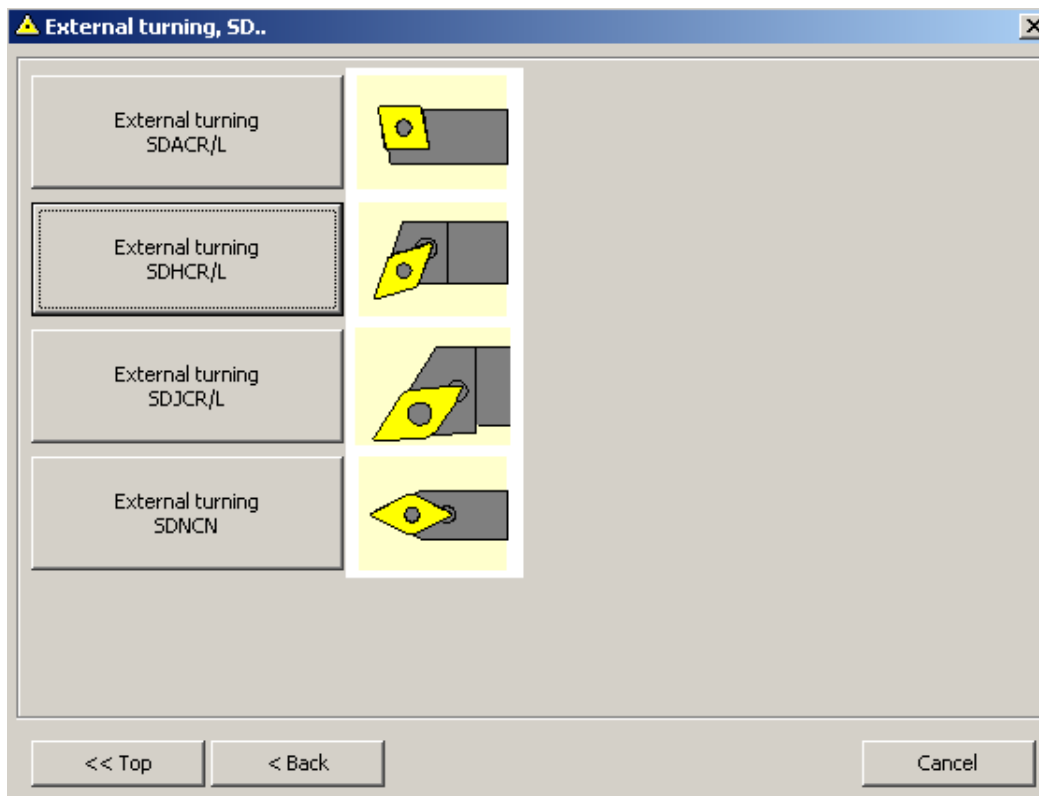 External turning, SD..
External turning
SDACR/L
External turning
SDHCR/L
External turning
SDJCR/L
External turning
SDNCN
<< Top
< Back
Cancel